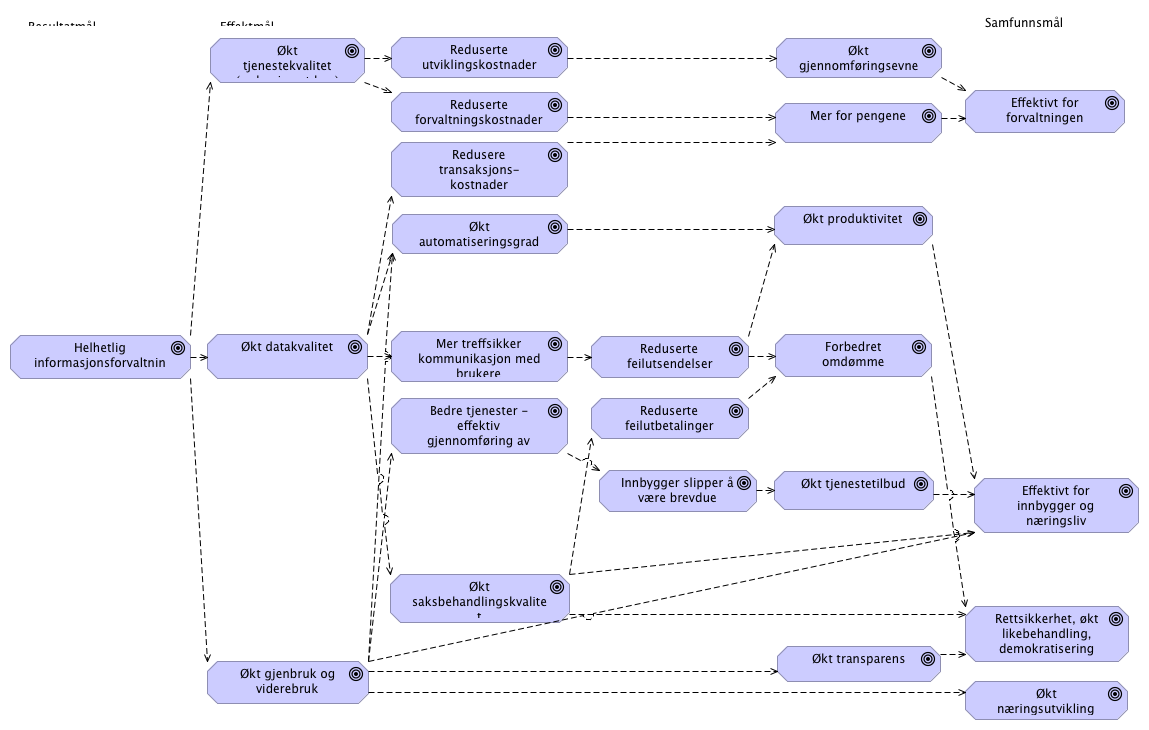 Resultatmål
Effektmål
Samfunnsmål
Økt
tjenestekvalitet
Reduserte
utviklingskostnader
Økt
gjennomføringsevne
Reduserte
forvaltningskostnader
Mer for pengene
Effektivt for
forvaltningen
Redusere
transaksjons-
kostnader
Økt
automatiseringsgrad
Økt produktivitet
Helhetlig
informasjonsforvaltnin
Økt datakvalitet
Mer treffsikker
kommunikasjon med
brukere
Reduserte
feilutsendelser
Forbedret
omdømme
Bedre tjenester -
effektiv
gjennomføring av
Reduserte
feilutbetalinger
Innbygger slipper å
være brevdue
Økt tjenestetilbud
Effektivt for
innbygger og
næringsliv
Økt
saksbehandlingskvalite
t
Rettsikkerhet, økt
likebehandling,
demokratisering
Økt gjenbruk og
viderebruk
Økt transparens
Økt
næringsutvikling